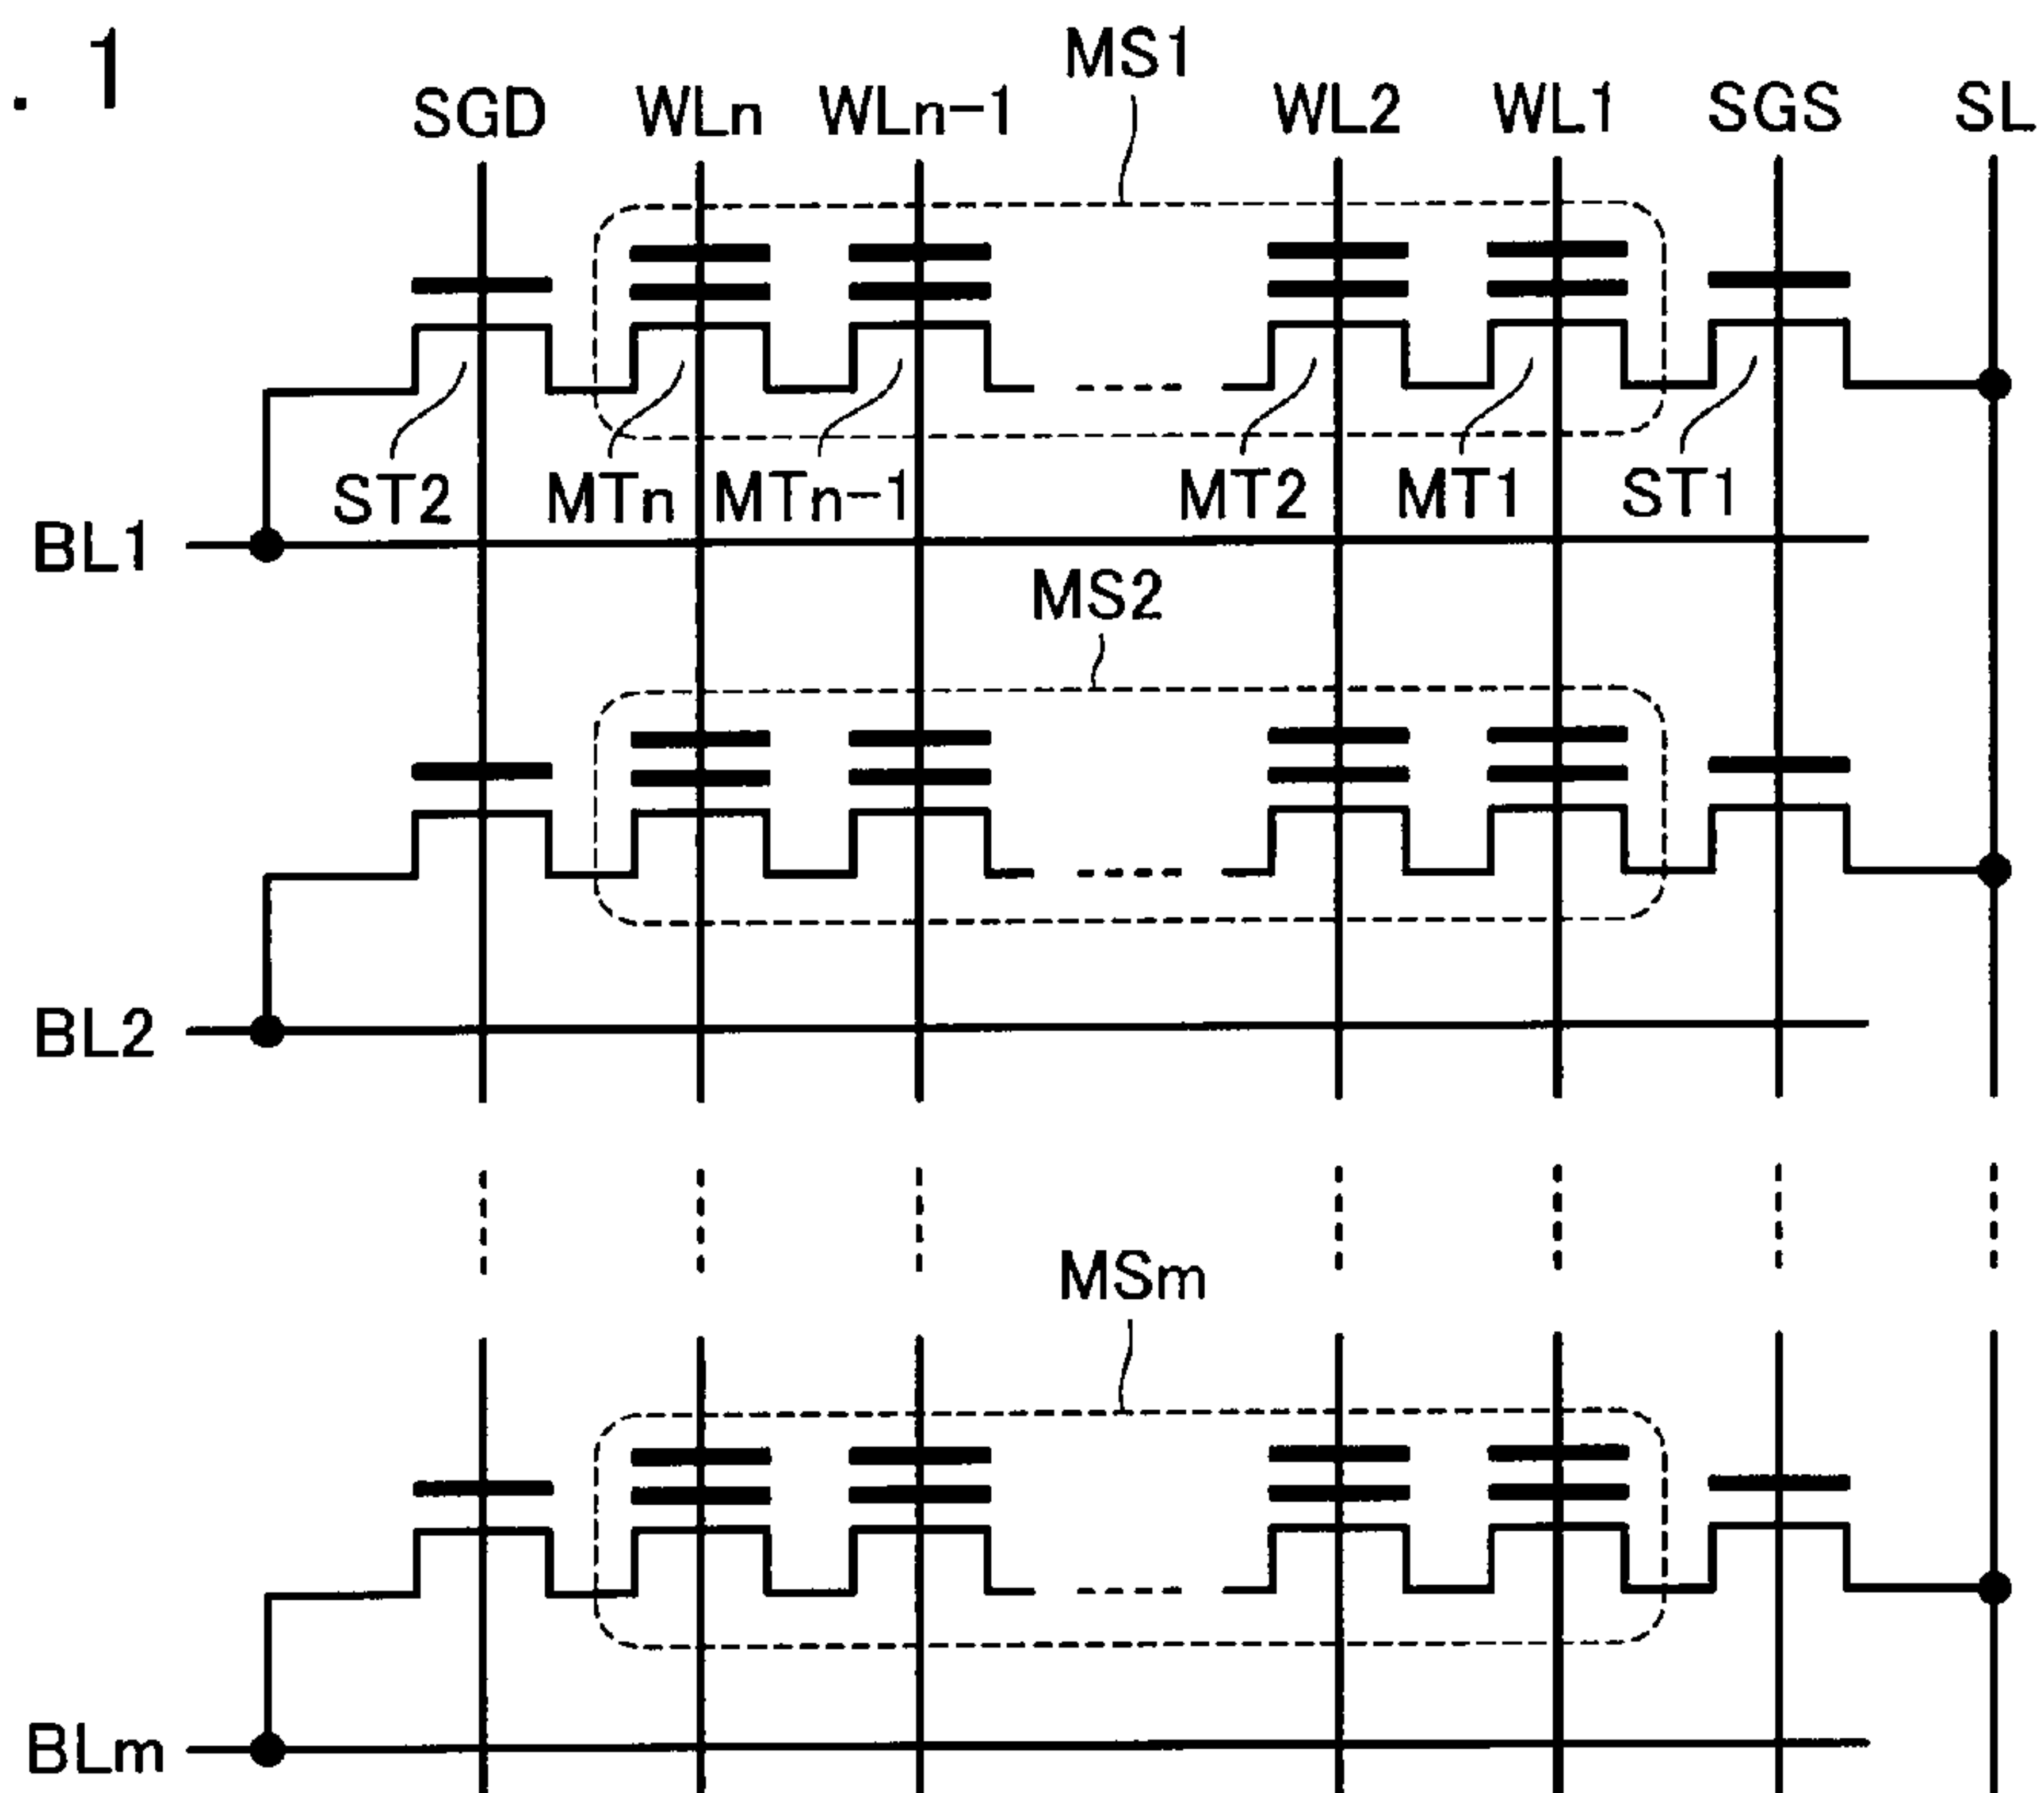 . 1
MS1
SGD WLn WLn-1 WL2 WL1 SGS SL
ST2 MTn MTn-1 MT2 MT1 ST1
BL1
MS2
BL2
MSm
BLm